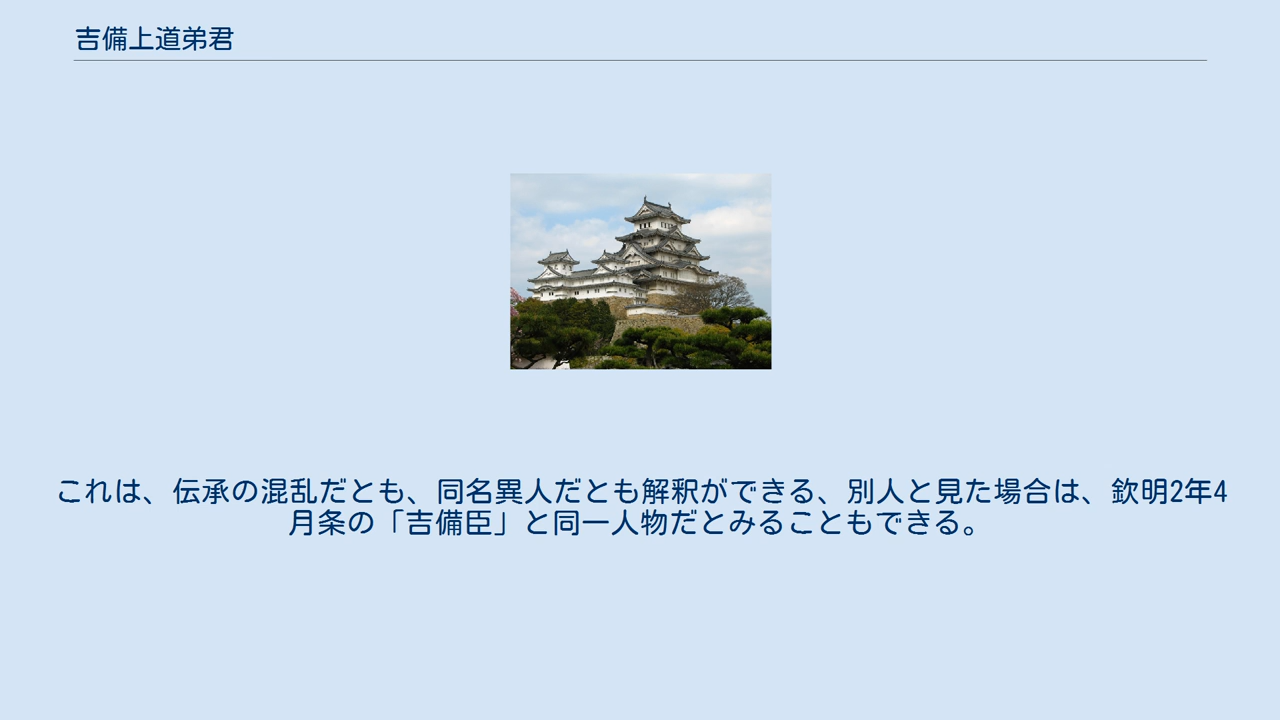 吉備上道弟君
これは、伝承の混乱だとも、同名異人だとも解釈ができる、別人と見た場合は、欽明2年4
月条の「吉備臣」と同一人物だとみることもできる。